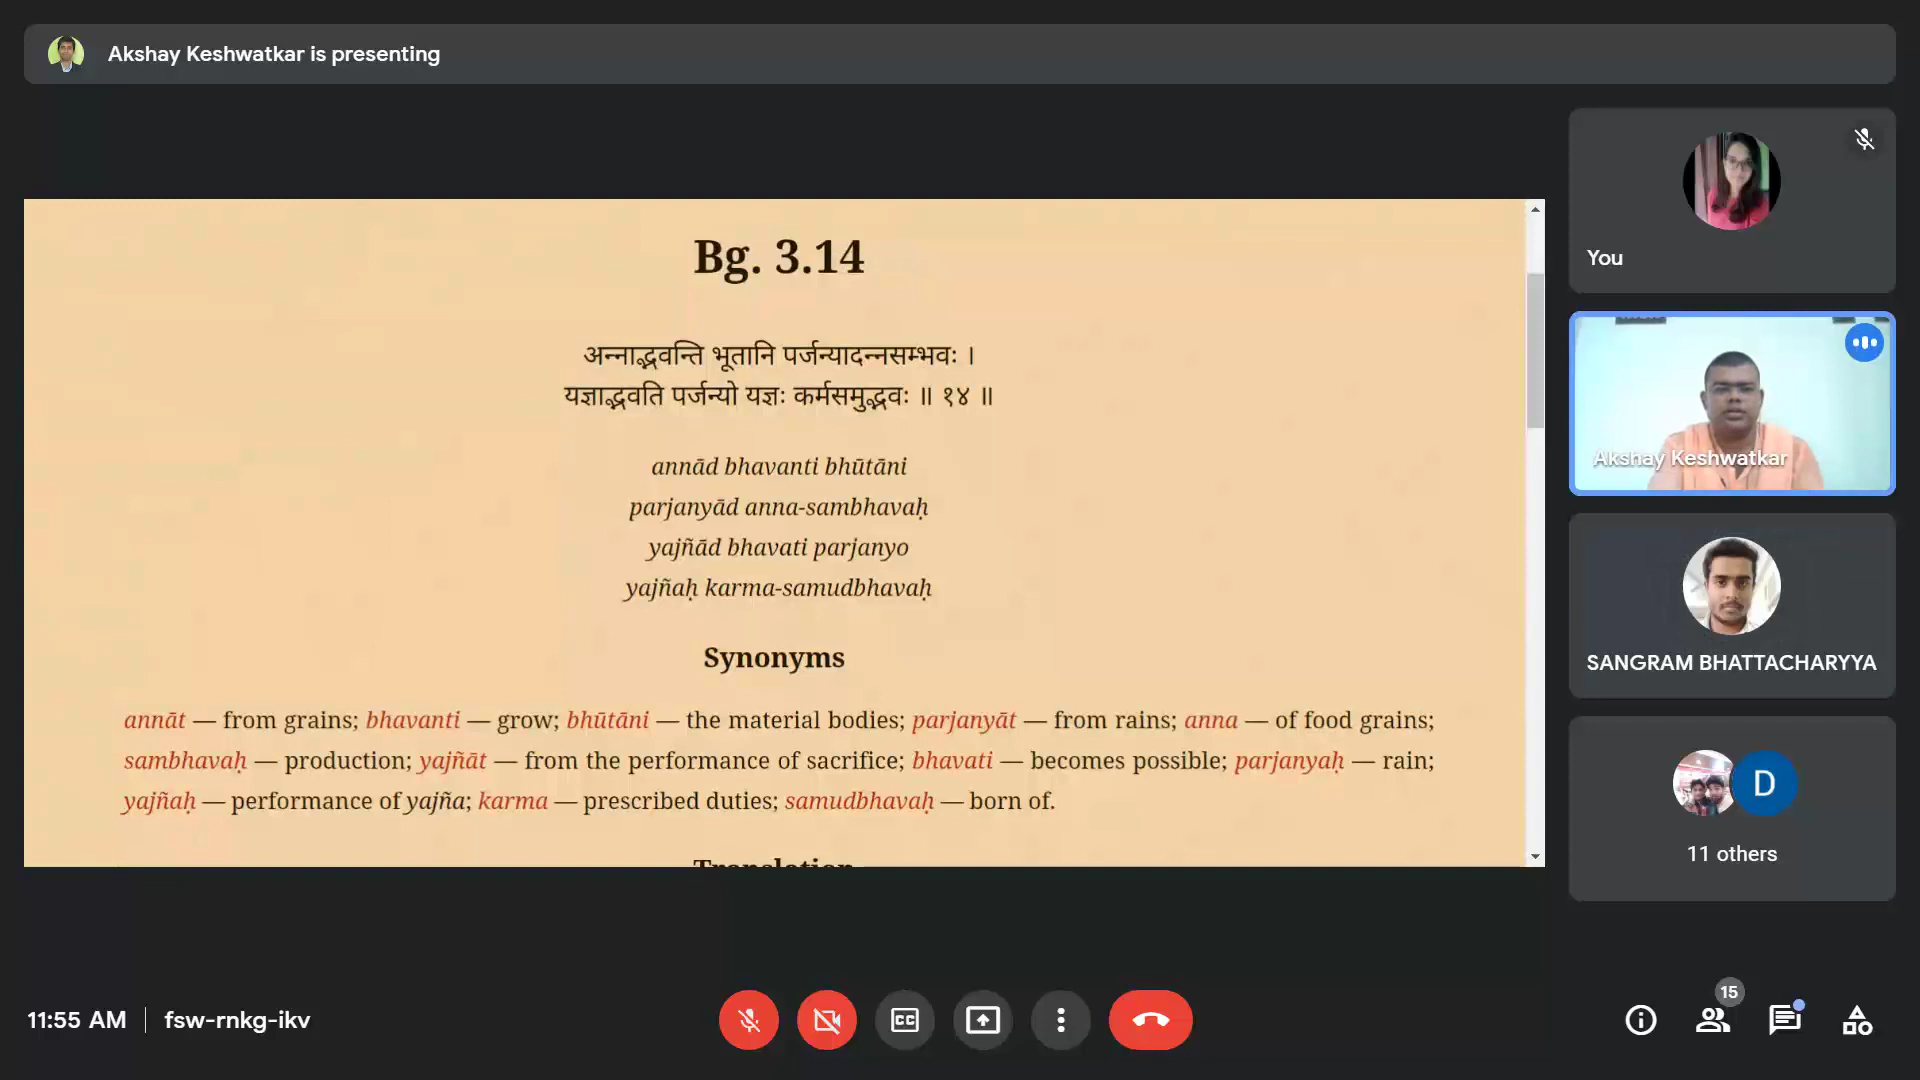 Akshay Keshwatkar is presenting
Bg. 3.14
अन्नाद्भवन्ति भूतानि पर्जन्यादन्नसम्भवः ।
यज्ञाद्भवति पर्जन्यो यज्ञः कर्मसमुद्भवः ॥ १४ ॥
annād bhavanti bhūtāni
parjanyād anna-sambhavaḥ
yajñād bhavati parjanyo
yajñaḥ karma-samudbhavaḥ
Synonyms
annāt — from grains; bhavanti — grow; bhūtāni — the material bodies; parjanyāt — from rains; anna — of food grains;
sambhavaḥ — production; yajñāt — from the performance of sacrifice; bhavati — becomes possible; parjanyaḥ — rain;
yajñaḥ — performance of yajña; karma — prescribed duties; samudbhavaḥ — born of.
Translation
You
Akshay Keshwatkar
SANGRAM BHATTACHARYYA
D
11 others
11:55 AM
fsw-rnkg-ikv
CC
15